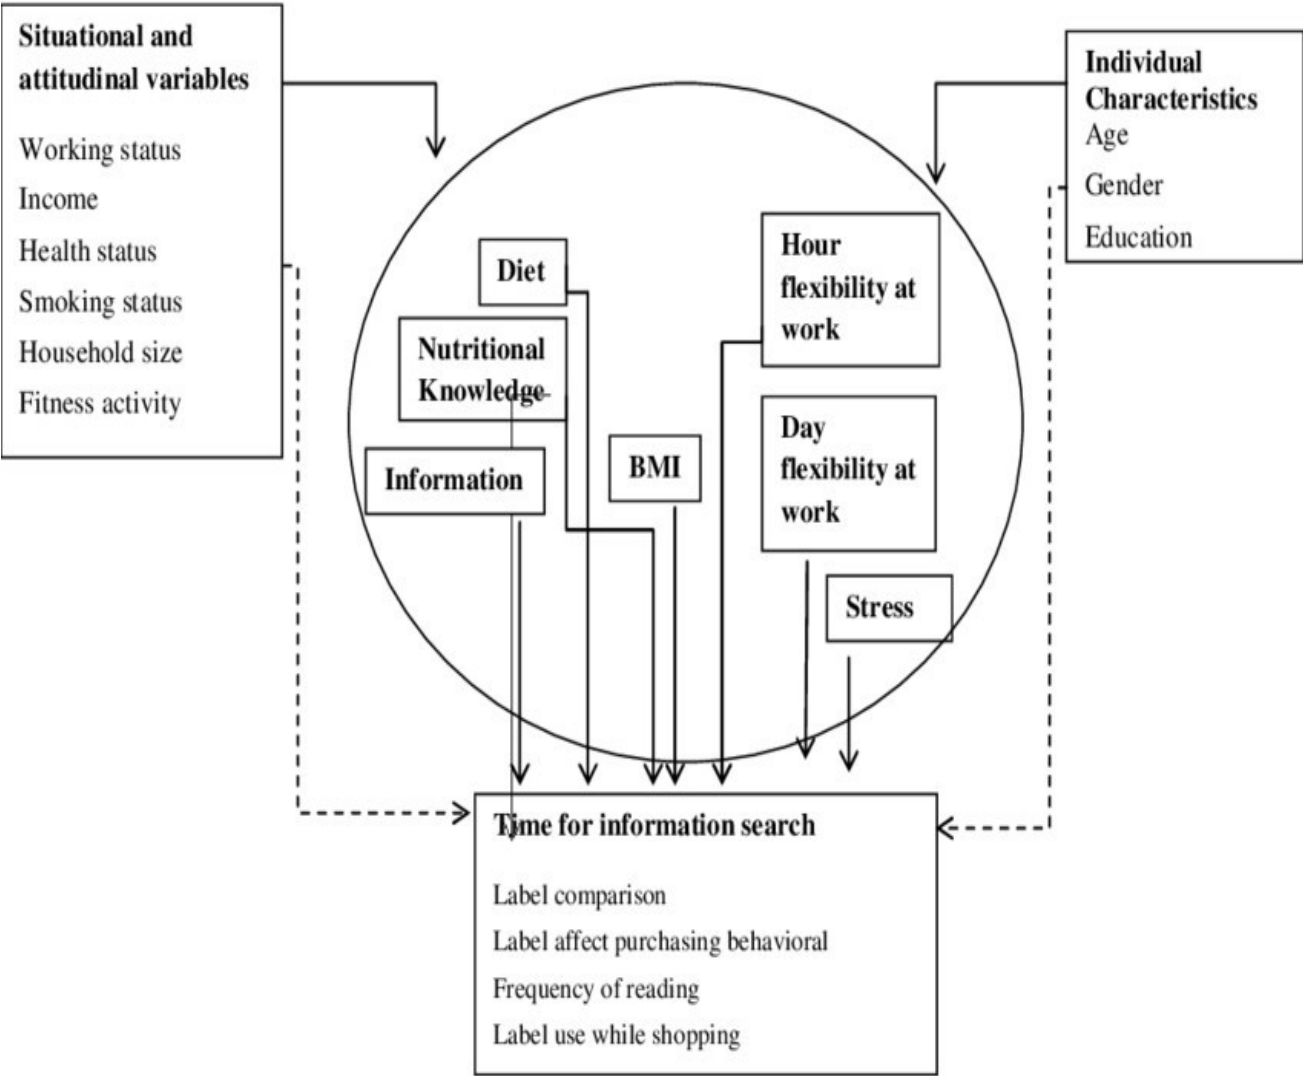 Situational and
attitudinal variables
Working status
Income
Health status
Smoking status
Household size
Fitness activity
Individual
Characteristics
Age
Gender
Education
Diet
Nutritional
Knowledge
Information
BMI
Hour
flexibility at
work
Day
flexibility at
work
Stress
Time for information search
Label comparison
Label affect purchasing behavioral
Frequency of reading
Label use while shopping